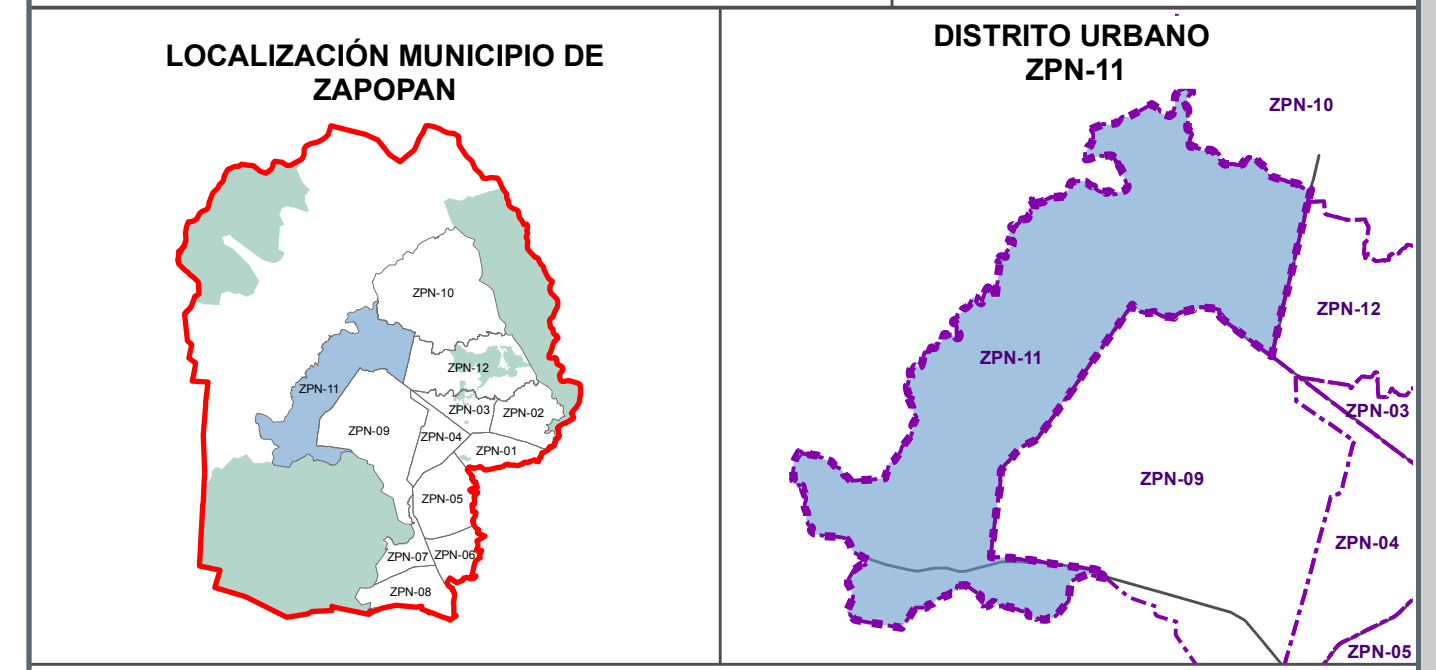 LOCALIZACIÓN MUNICIPIO DE
ZAPOPAN
ZPN-10
ZPN-12
ZPN-11
ZPN-03
ZPN-02
ZPN-09
ZPN-04
ZPN-01
ZPN-05
ZPN-07
ZPN-06
ZPN-08
DISTRITO URBANO
ZPN-11
ZPN-10
ZPN-12
ZPN-11
ZPN-03
ZPN-09
ZPN-04
ZPN-05